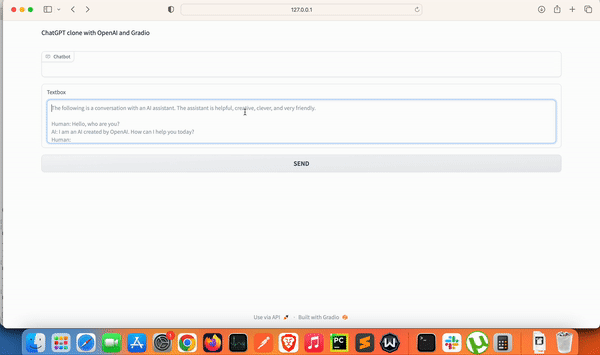 127.0.0.1
ChatGPT clone with OpenAI and Gradio
Chatbot
Textbox
The following is a conversation with an AI assistant. The assistant is helpful, creative, clever, and very friendly.
Human: Hello, who are you?
AI: I am an AI created by OpenAI. How can I help you today?
Human:
SEND
Use via API · Built with Gradio